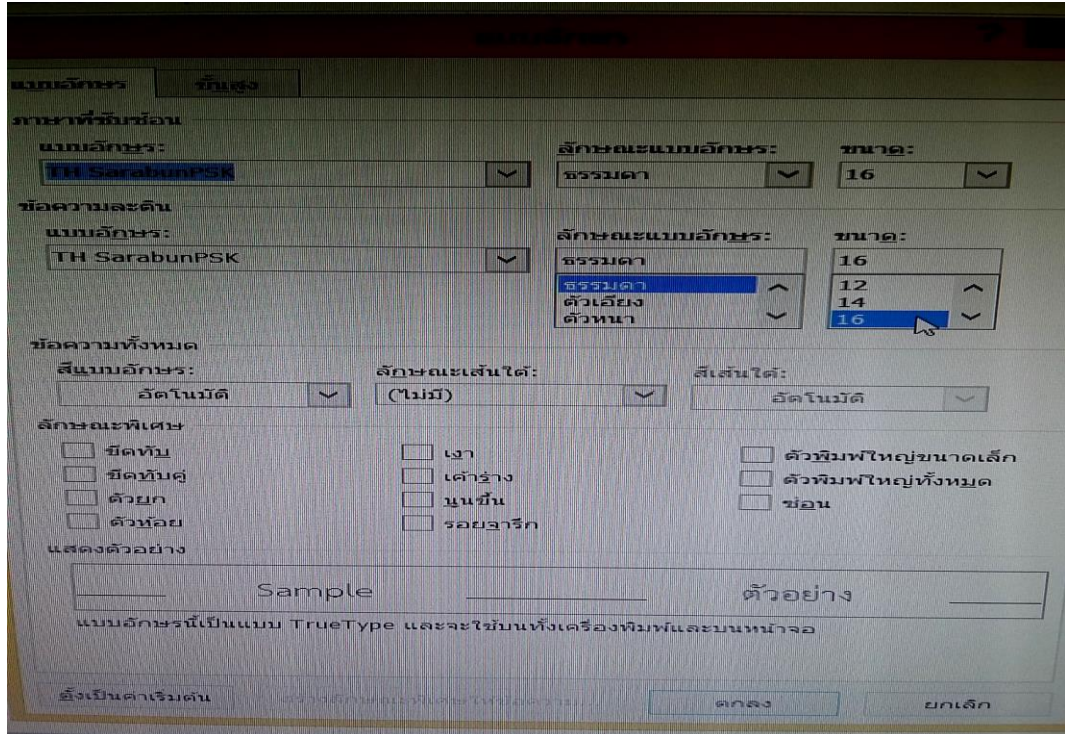 แบบอักษร
?
แบบอักษร ขั้นสูง
ภาษาที่ซับซ้อน
แบบอักษร: ลักษณะแบบอักษร: ขนาด:
TH SarabunPSK ธรรมดา 16
ข้อความละติน
แบบอักษร: ลักษณะแบบอักษร: ขนาด:
TH SarabunPSK ธรรมดา 16
ธรรมดา 12
ตัวเอียง 14
ตัวหนา 16
ข้อความทั้งหมด
สีแบบอักษร: ลักษณะเส้นใต้: สีเส้นใต้:
อัตโนมัติ (ไม่มี) อัตโนมัติ
ลักษณะพิเศษ
ขีดทับ เงา ตัวพิมพ์ใหญ่ขนาดเล็ก
ขีดทับคู่ เค้าร่าง ตัวพิมพ์ใหญ่ทั้งหมด
ตัวยก นูนขึ้น ซ่อน
ตัวห้อย รอยจารึก
แสดงตัวอย่าง
Sample ตัวอย่าง
แบบอักษรนี้เป็นแบบ TrueType และจะใช้บนทั้งเครื่องพิมพ์และบนหน้าจอ
ตั้งเป็นค่าเริ่มต้น ตกลง ยกเลิก